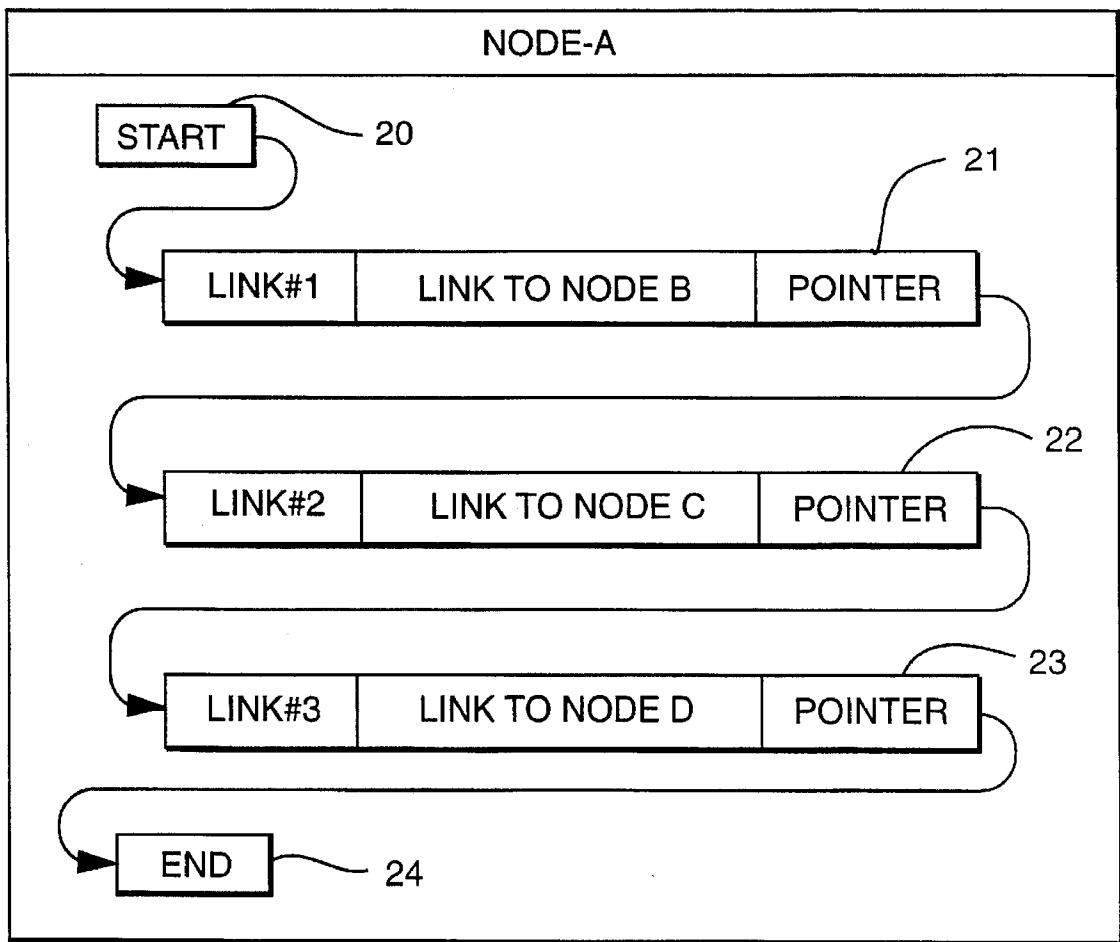 NODE-A
START
20
21
LINK#1 LINK TO NODE B POINTER
22
LINK#2 LINK TO NODE C POINTER
23
LINK#3 LINK TO NODE D POINTER
END
24